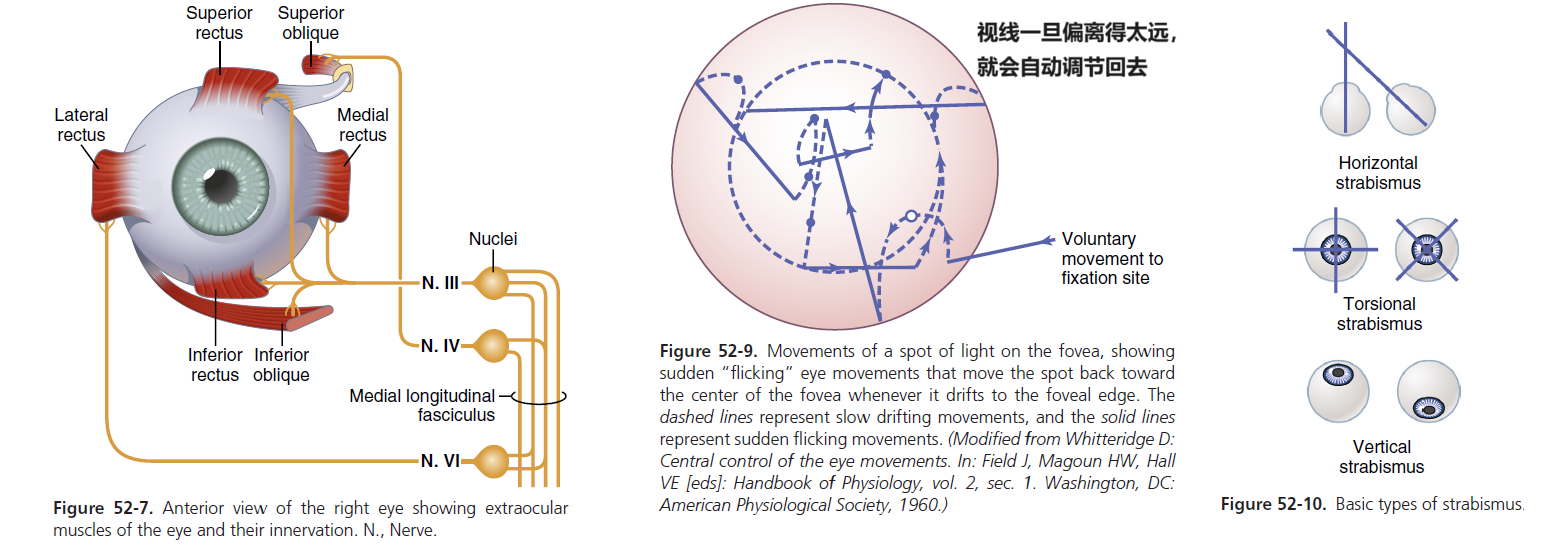 Superior
rectus
Superior
oblique
Lateral
rectus
Medial
rectus
Nuclei
N. III
N. IV
Inferior
rectus
Inferior
oblique
Medial longitudinal
fasciculus
N. VI
Figure 52-7. Anterior view of the right eye showing extraocular
muscles of the eye and their innervation. N., Nerve.
视线一旦偏离得太远，
就会自动调节回去
Voluntary
movement to
fixation site
Figure 52-9. Movements of a spot of light on the fovea, showing
sudden “flicking” eye movements that move the spot back toward
the center of the fovea whenever it drifts to the foveal edge. The
dashed lines represent slow drifting movements, and the solid lines
represent sudden flicking movements. (Modified from Whitteridge D:
Central control of the eye movements. In: Field J, Magoun HW, Hall
VE [eds]: Handbook of Physiology, vol. 2, sec. 1. Washington, DC:
American Physiological Society, 1960.)
Horizontal
strabismus
Torsional
strabismus
Vertical
strabismus
Figure 52-10. Basic types of strabismus.